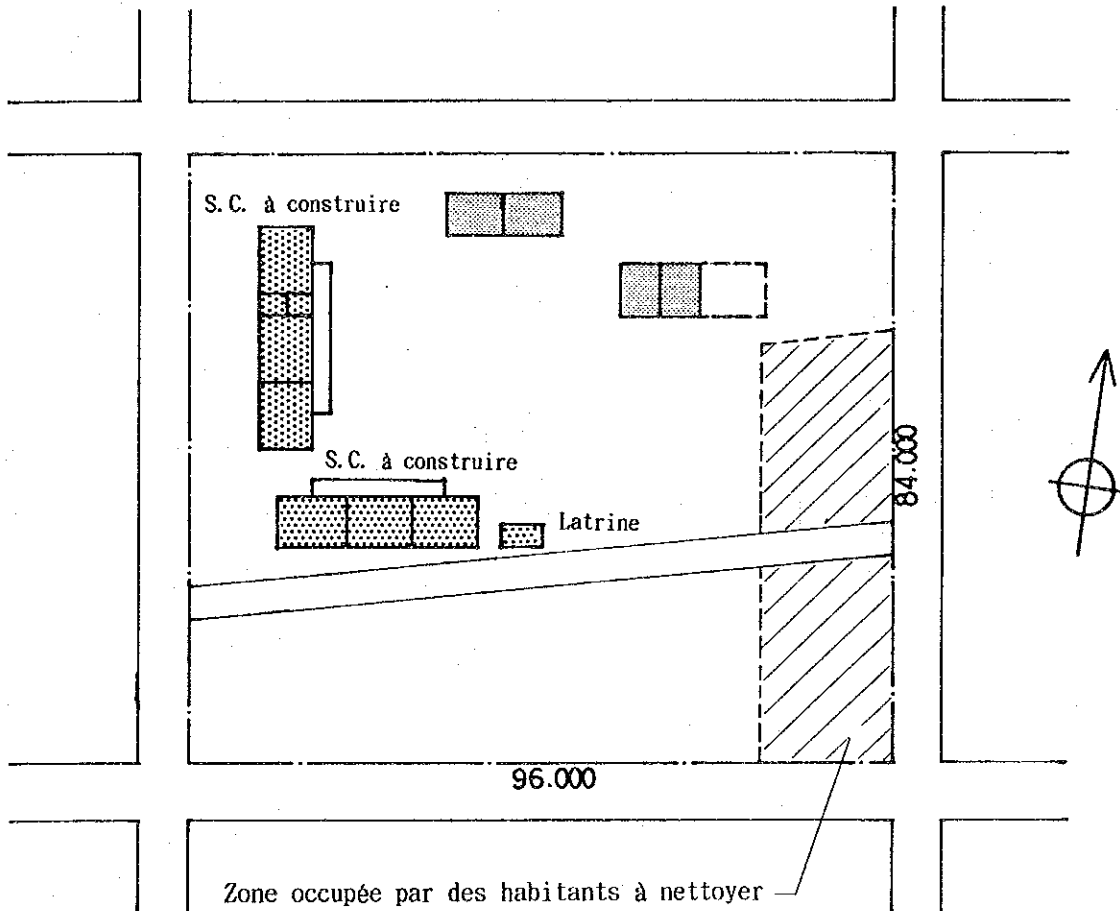 S.C. à construire
S.C. à construire
Latrine
84.000
96.000
Zone occupée par des habitants à nettoyer